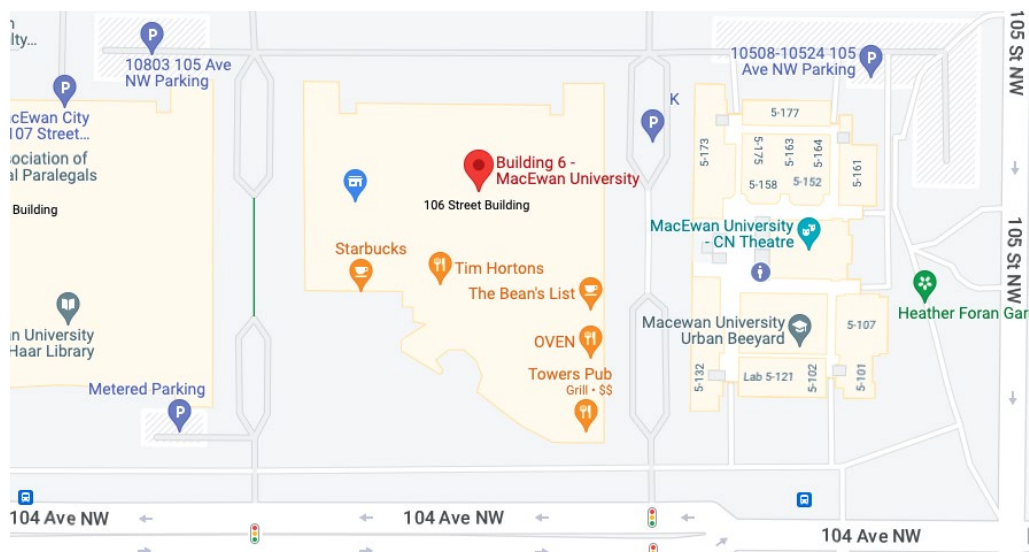 lty...
10803 105 Ave
NW Parking
10508-10524 105
Ave NW Parking
105 St NW
cEwan City
107 Street...
K
sociation of
al Paralegals
Building
5-173
5-177
5-175
5-163
5-164
5-158
5-152
5-161
Building 6 -
MacEwan University
106 Street Building
MacEwan University
- CN Theatre
105 St NW
Starbucks
Tim Hortons
The Bean's List
Heather Foran Gar
an University
Haar Library
OVEN
Macewan University
Urban Beeyard
5-107
Towers Pub
Grill • $$
Metered Parking
5-132
Lab 5-121
5-102
5-101
P
P
P
P
P
104 Ave NW
104 Ave NW
104 Ave NW